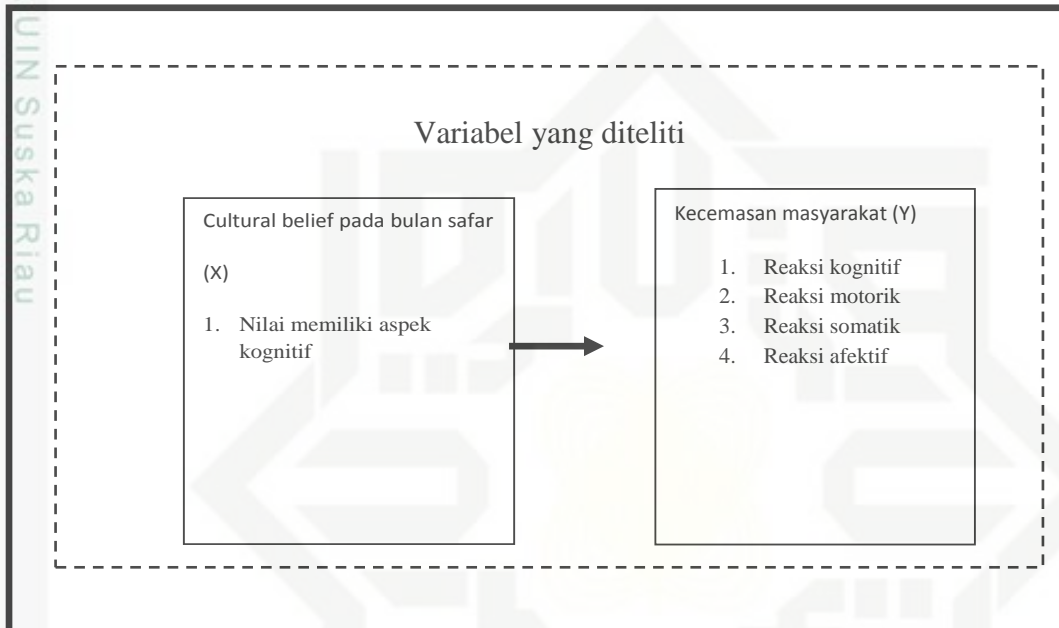 UIN Suska Riau
Variabel yang diteliti
Cultural belief pada bulan safar
(X)
1. Nilai memiliki aspek
kognitif
Kecemasan masyarakat (Y)
1. Reaksi kognitif
2. Reaksi motorik
3. Reaksi somatik
4. Reaksi afektif